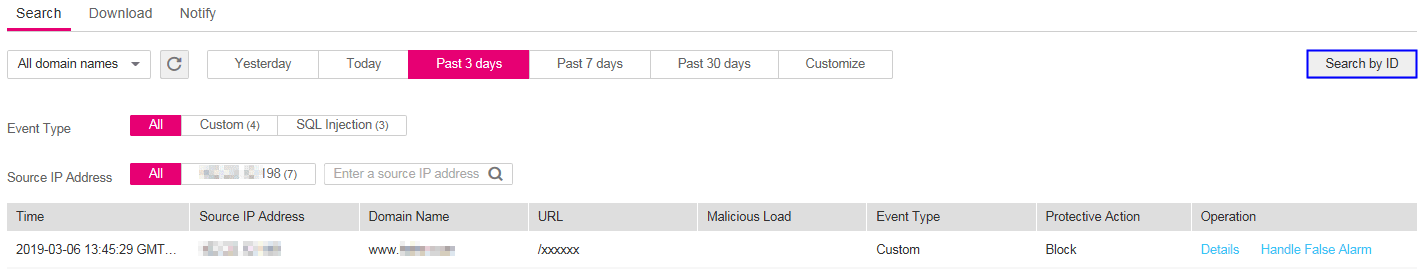 Search Download Notify
All domain names Yesterday Today Past 3 days Past 7 days Past 30 days Customize Search by ID
Event Type All Custom (4) SQL Injection (3)
Source IP Address All 198 (7) Enter a source IP address
Time Source IP Address Domain Name URL Malicious Load Event Type Protective Action Operation
2019-03-06 13:45:29 GMT... www. /xxxxxx Custom Block Details Handle False Alarm